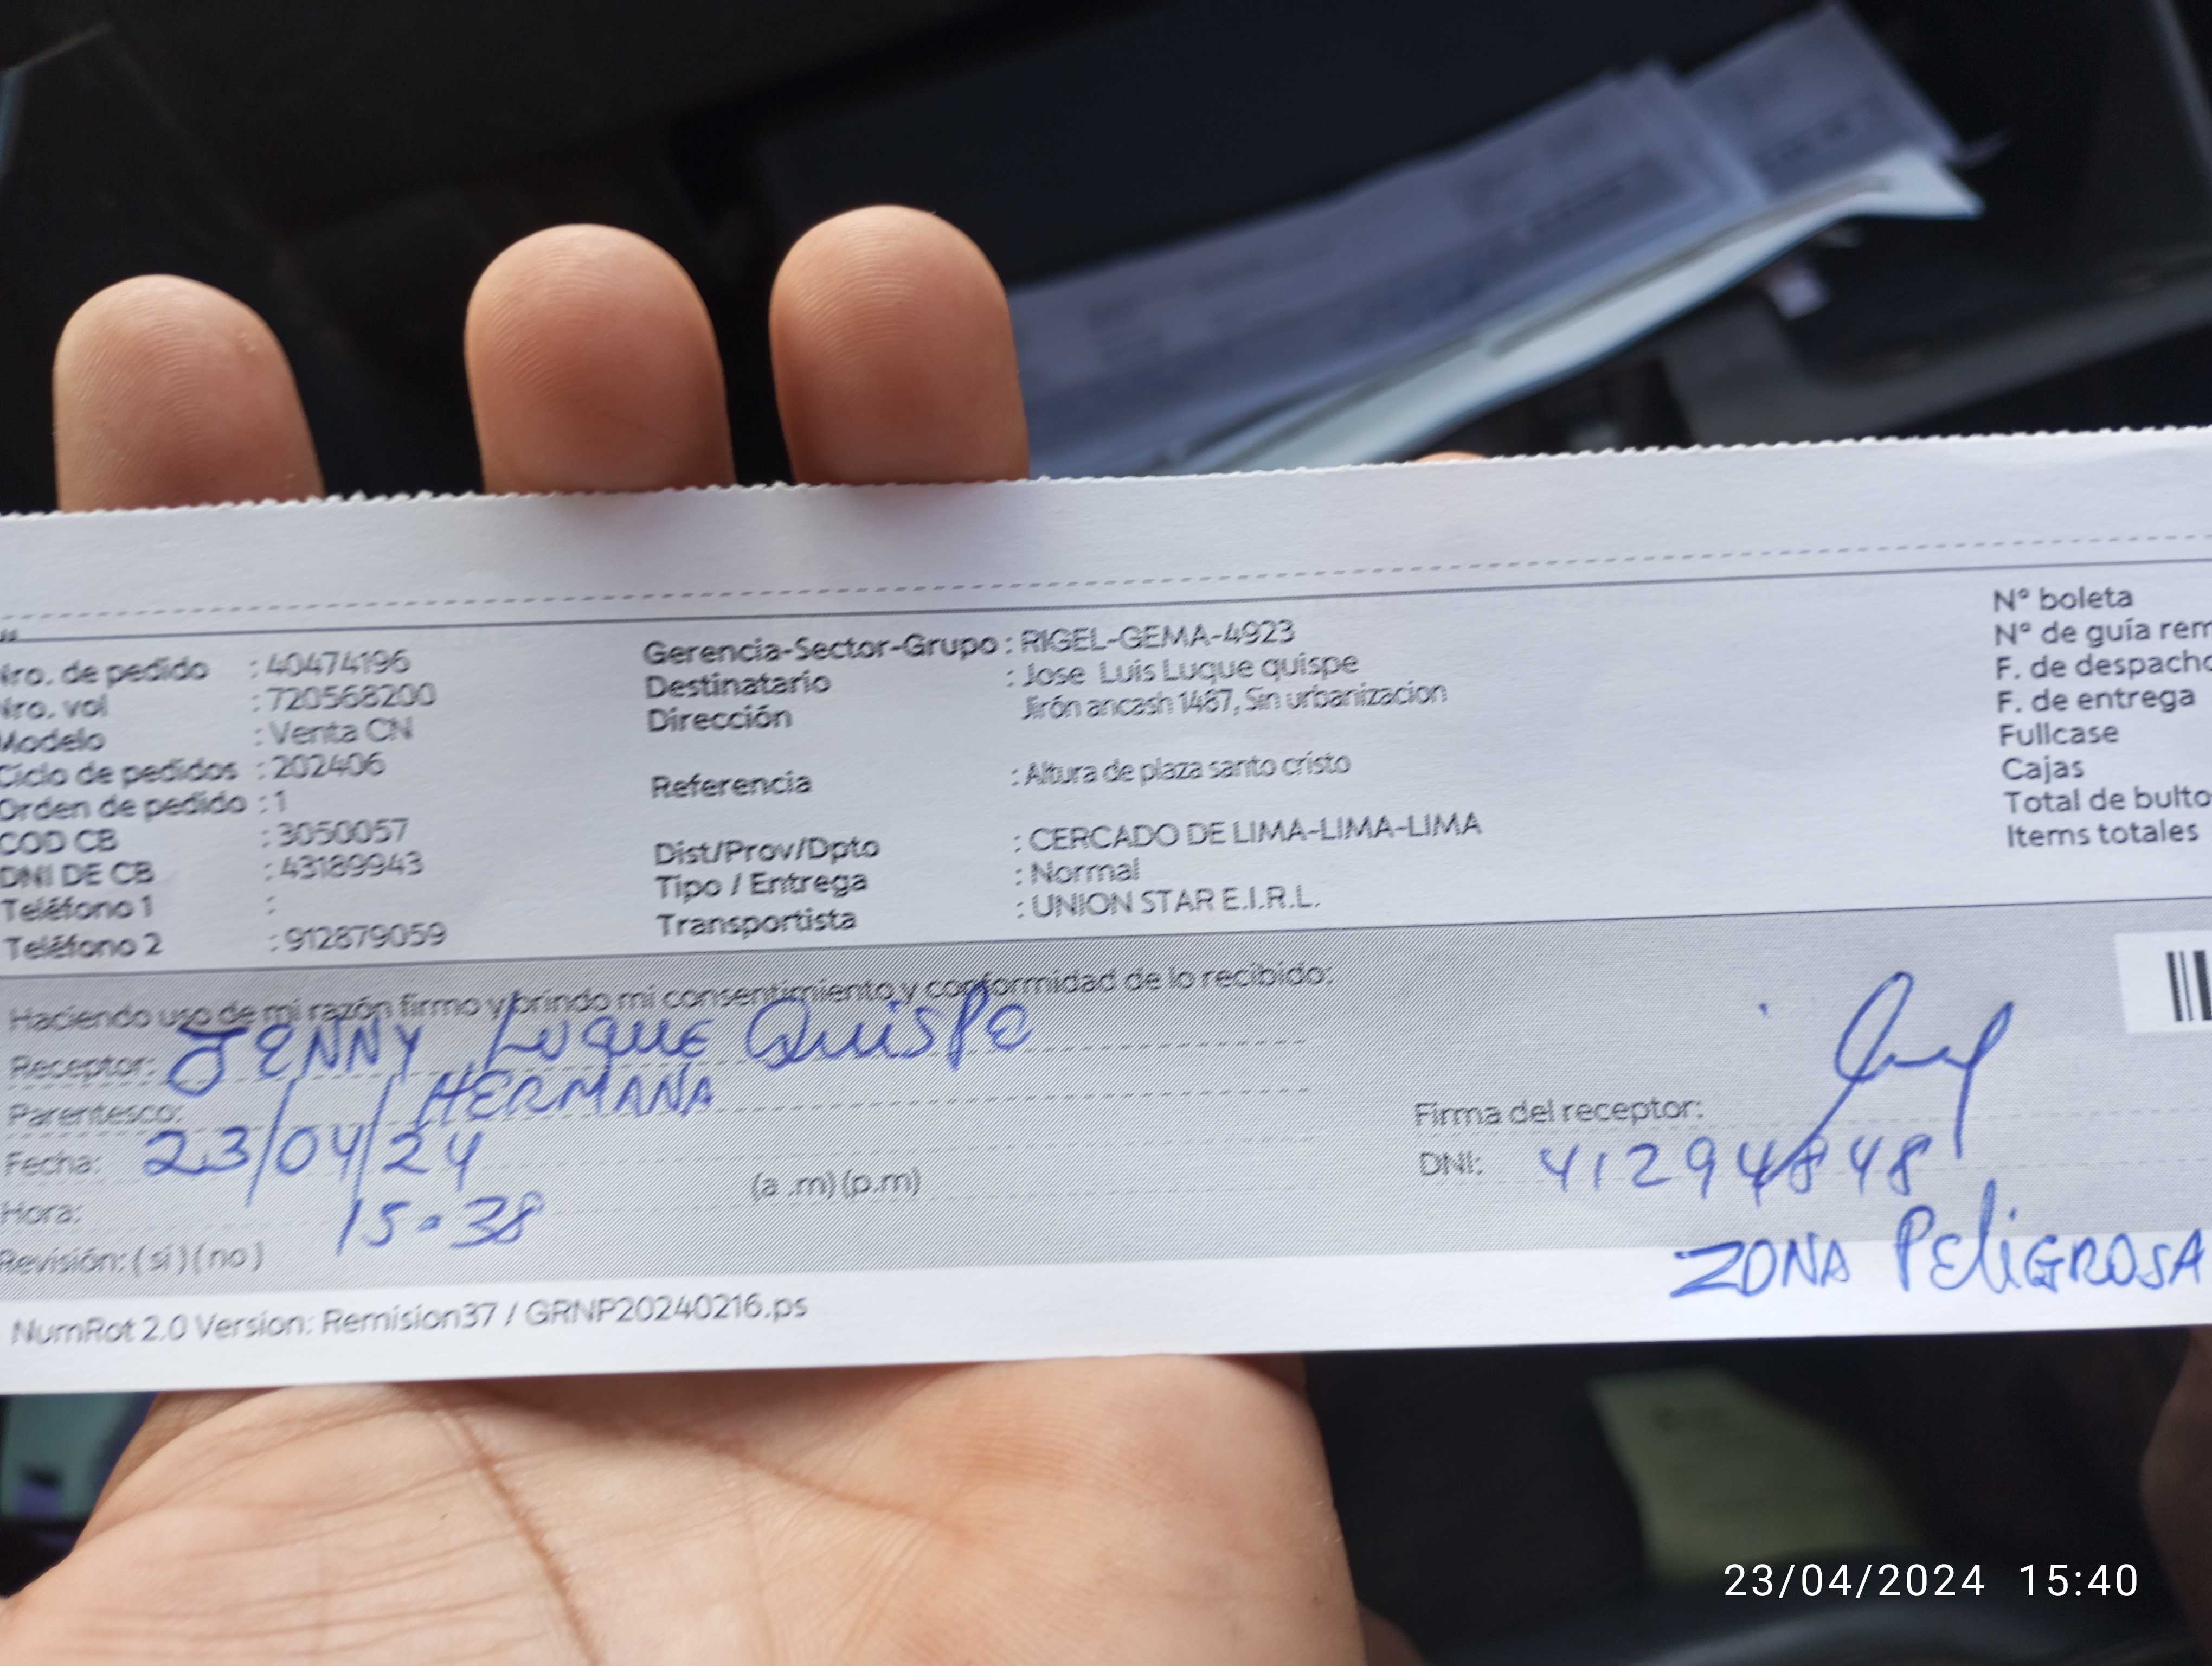 Nro. de pedido : 40474196
Nro. vol : 720568200
Modelo : Venta CN
Ciclo de pedidos : 202406
Orden de pedido : 1
COD CB : 3050057
DNI DE CB : 43189943
Teléfono 1 :
Teléfono 2 : 912879059
Gerencia-Sector-Grupo : RIGEL-GEMA-4923
Destinatario : Jose Luis Luque quispe
Dirección Jirón ancash 1487, Sin urbanizacion
Referencia : Altura de plaza santo cristo
Dist/Prov/Dpto : CERCADO DE LIMA-LIMA-LIMA
Tipo / Entrega : Normal
Transportista : UNION STAR E.I.R.L.
N° boleta
N° de guía rem
F. de despacho
F. de entrega
Fullcase
Cajas
Total de bulto
Items totales
Haciendo uso de mi razón firmo y brindo mi consentimiento y conformidad de lo recibido:
Receptor: JENNY LUQUE QUISPE
Parentesco: HERMANA
Fecha: 23/04/24
Hora: 15-38 (a .m) (p.m)
Revisión: ( si ) ( no )
Firma del receptor:
DNI: 41294848
ZONA PELIGROSA
NumRot 2.0 Version: Remision37 / GRNP20240216.ps
23/04/2024 15:40